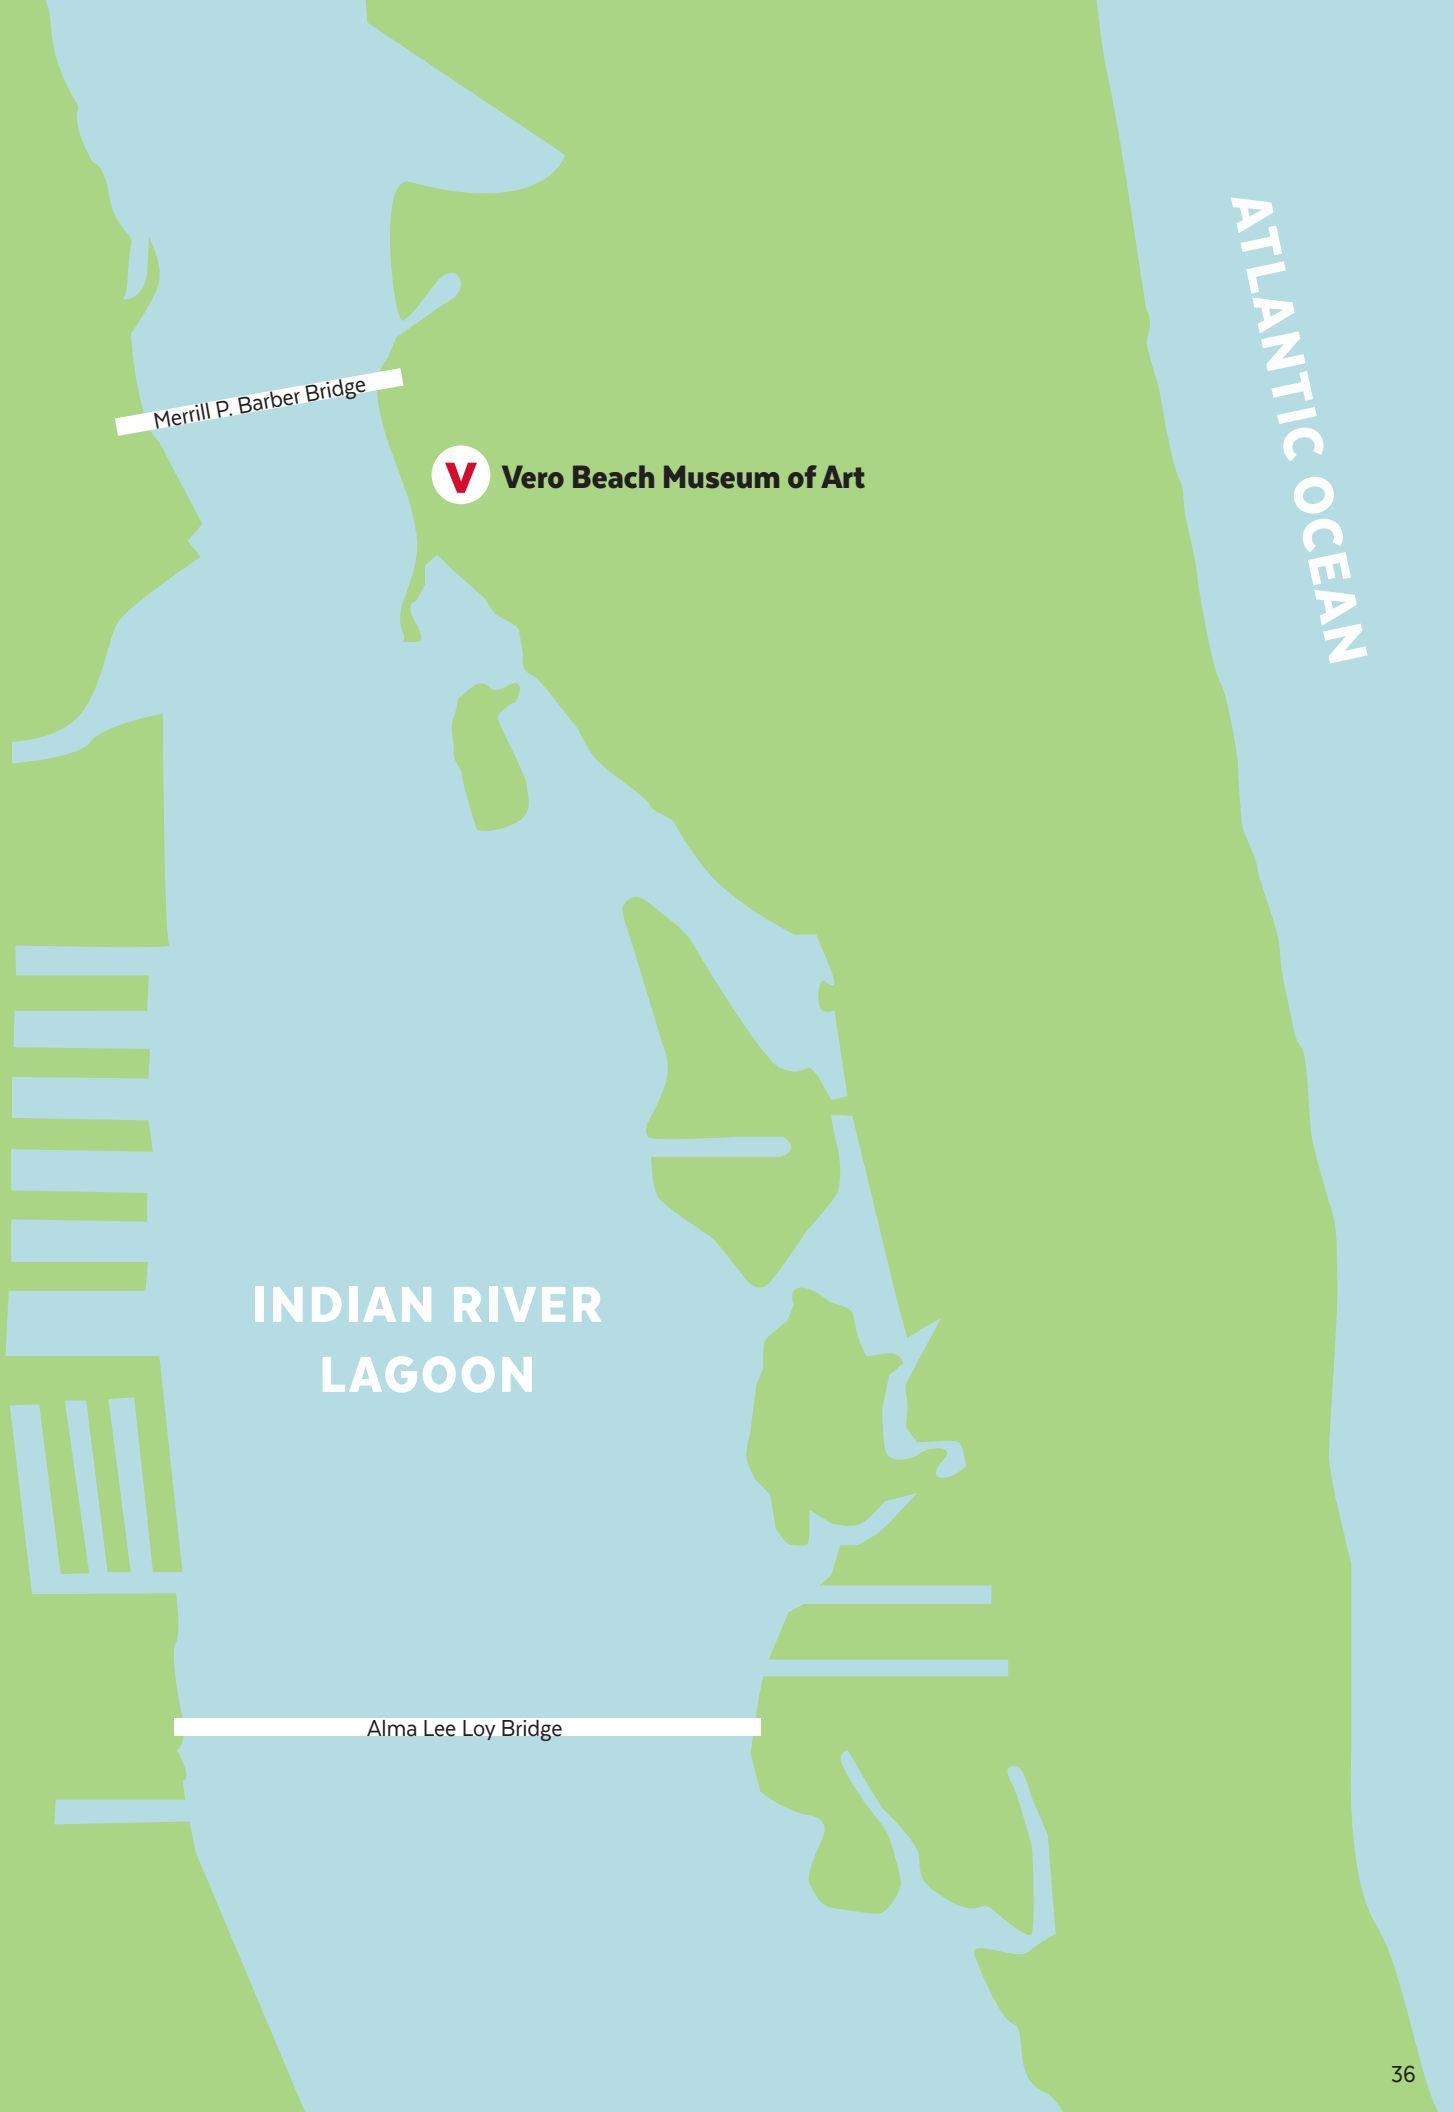 ATLANTIC OCEAN
Merrill P. Barber Bridge
V Vero Beach Museum of Art
INDIAN RIVER
LAGOON
Alma Lee Loy Bridge
36